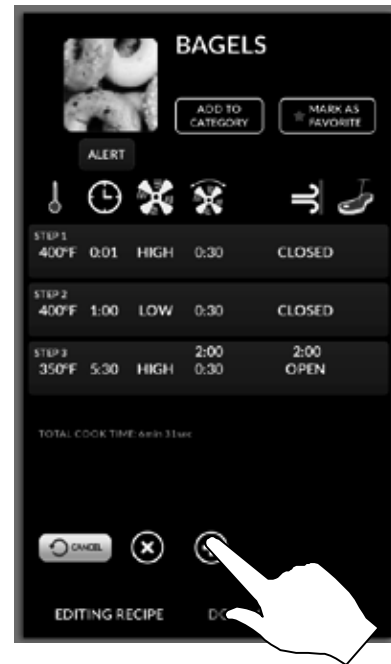 BAGELS
ADD TO
CATEGORY
MARK AS
FAVORITE
ALERT
STEP 1
400°F 0:01 HIGH 0:30 CLOSED
STEP 2
400°F 1:00 LOW 0:30 CLOSED
STEP 3
2:00 2:00
350°F 5:30 HIGH 0:30 OPEN
TOTAL COOK TIME: 6min 31sec
CANCEL
EDITING RECIPE